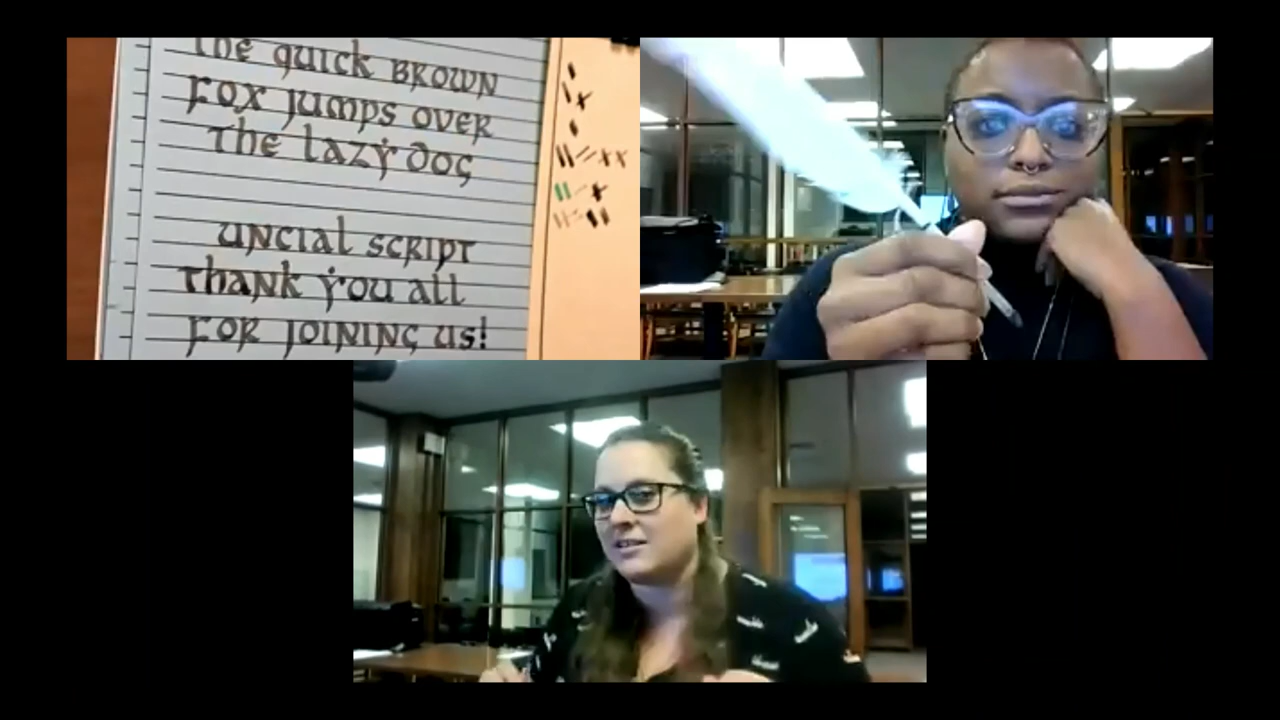 THE QUICK BROWN
FOX JUMPS OVER
THE LAZY DOG
UNCIAL SCRIPT
THANK YOU ALL
FOR JOINING US!